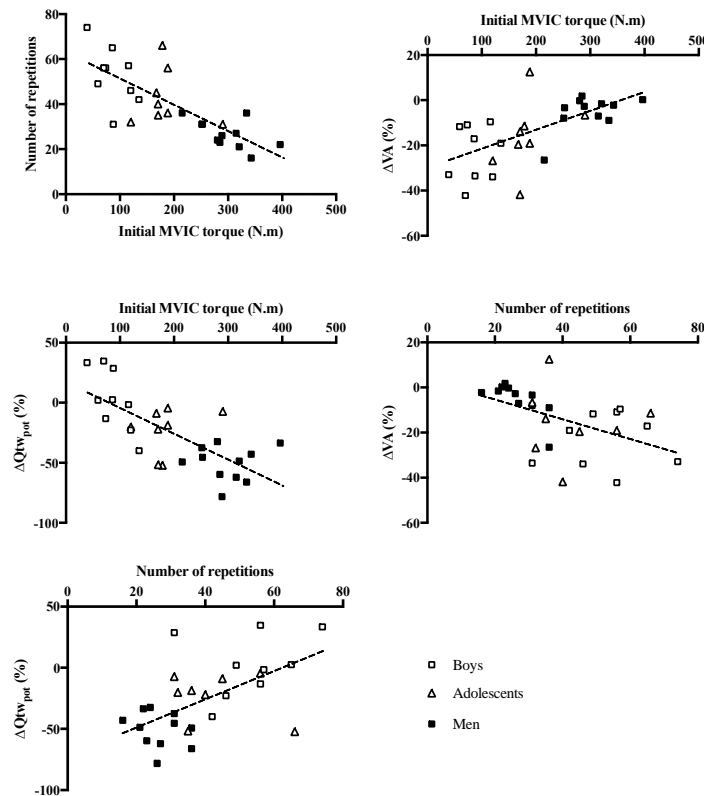 Number of repetitions
80
60
40
20
0
0 100 200 300 400 500
Initial MVIC torque (N.m)
Initial MVIC torque (N.m)
0 100 200 300 400 500
20
0
-20
-40
-60
ΔVA (%)
Initial MVIC torque (N.m)
0 100 200 300 400 500
50
0
-50
-100
ΔQtwpot (%)
Number of repetitions
0 20 40 60 80
20
0
-20
-40
-60
ΔVA (%)
Number of repetitions
0 20 40 60 80
50
0
-50
-100
ΔQtwpot (%)
Boys
Adolescents
Men